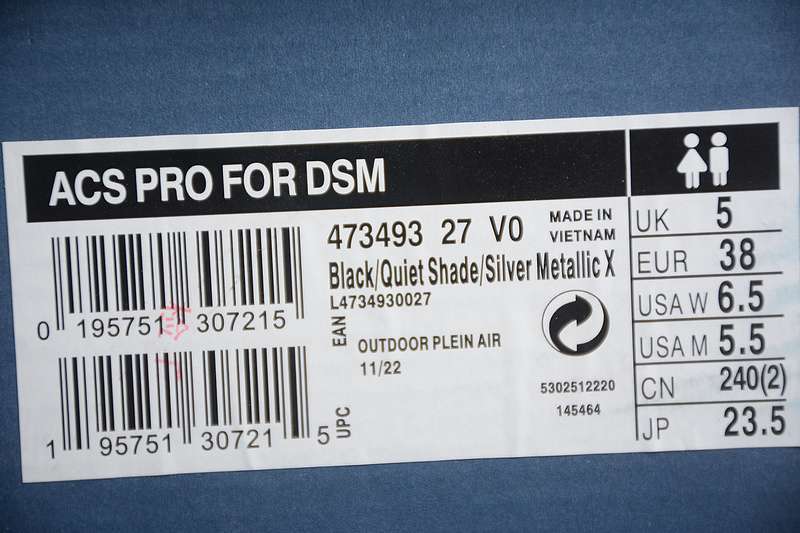 ACS PRO FOR DSM
473493 27 V0
MADE IN
VIETNAM
Black/Quiet Shade/Silver Metallic X
L4734930027
0 195751 307215
EAN
OUTDOOR PLEIN AIR
11/22
5302512220
145464
1 95751 30721 5
UPC
UK 5
EUR 38
USA W 6.5
USA M 5.5
CN 240(2)
JP 23.5